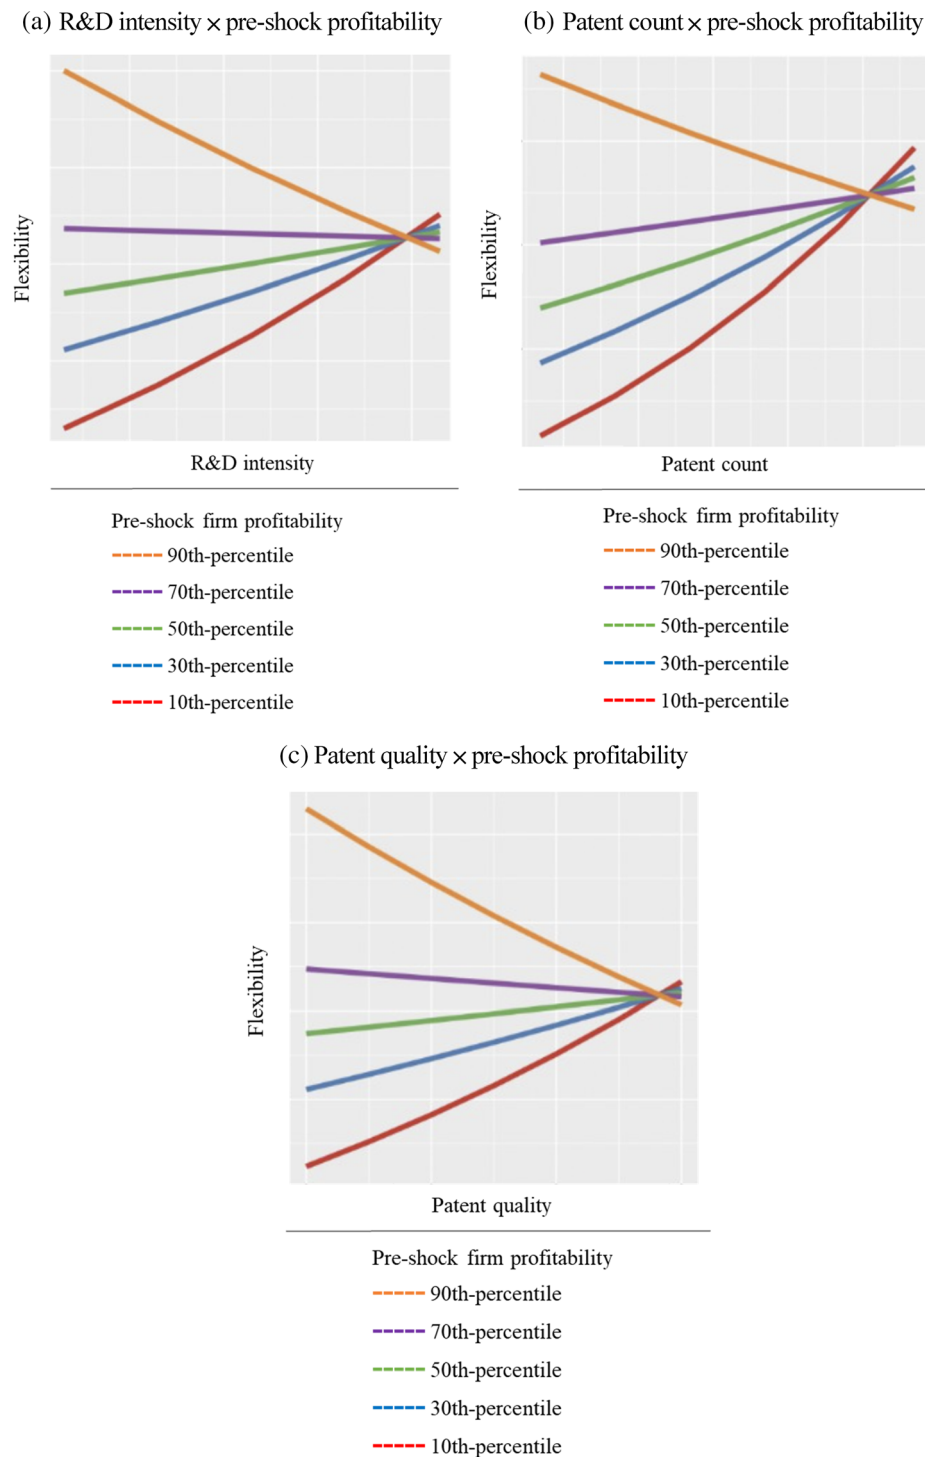 (a) R&D intensity × pre-shock profitability
Flexibility
R&D intensity
Pre-shock firm profitability
90th-percentile
70th-percentile
50th-percentile
30th-percentile
10th-percentile
(b) Patent count × pre-shock profitability
Flexibility
Patent count
Pre-shock firm profitability
90th-percentile
70th-percentile
50th-percentile
30th-percentile
10th-percentile
(c) Patent quality × pre-shock profitability
Flexibility
Patent quality
Pre-shock firm profitability
90th-percentile
70th-percentile
50th-percentile
30th-percentile
10th-percentile